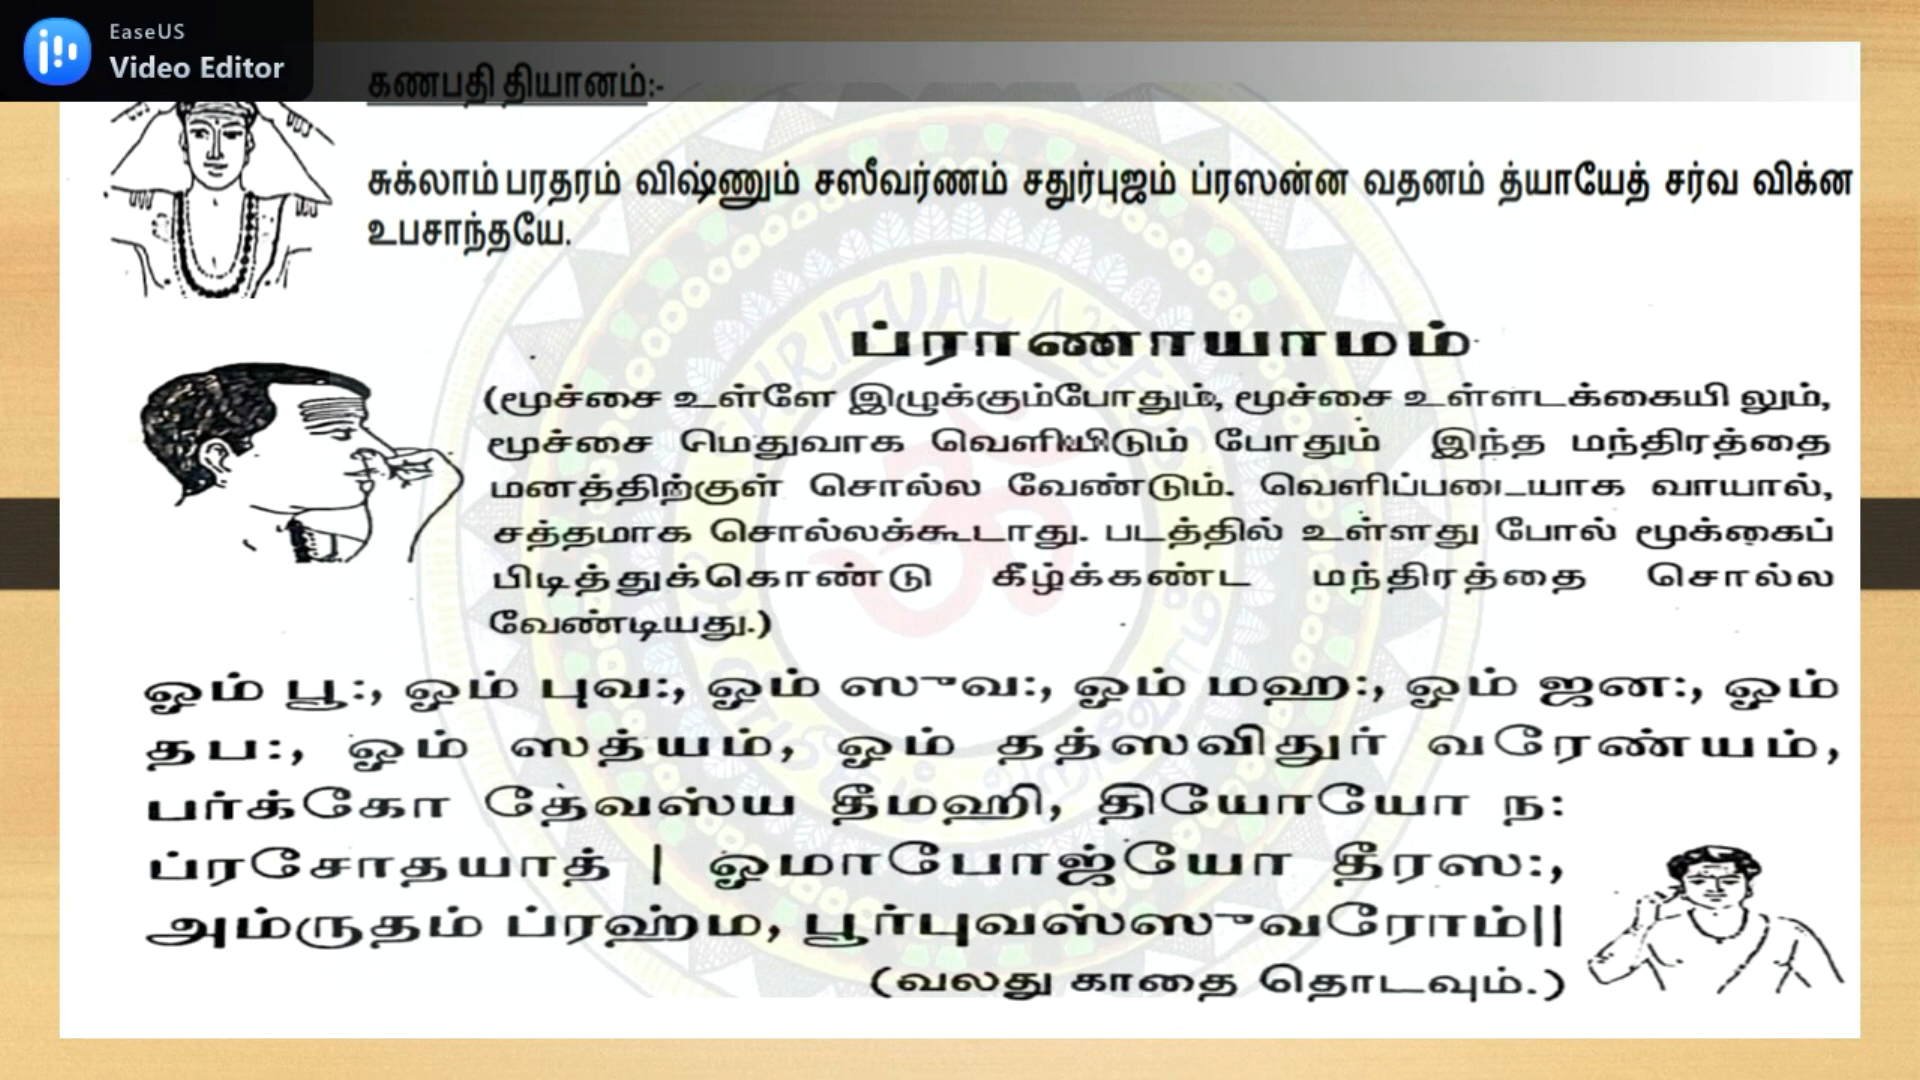 EaseUS
Video Editor
கணபதி தியானம்:-
சுக்லாம் பரதரம் விஷ்ணும் சஸீவர்ணம் சதுர்புஜம் ப்ரஸன்ன வதனம் த்யாயேத் சர்வ விக்ன
உபசாந்தயே.
ப்ராணாயாமம்
(மூச்சை உள்ளே இழுக்கும்போதும், மூச்சை உள்ளடக்கையி லும்,
மூச்சை மெதுவாக வெளியிடும் போதும் இந்த மந்திரத்தை
மனத்திற்குள் சொல்ல வேண்டும். வெளிப்படையாக வாயால்,
சத்தமாக சொல்லக்கூடாது. படத்தில் உள்ளது போல் மூக்கைப்
பிடித்துக்கொண்டு கீழ்க்கண்ட மந்திரத்தை சொல்ல
வேண்டியது.)
ஓம் பூ:, ஓம் புவ:, ஓம் ஸுவ:, ஓம் மஹ:, ஓம் ஜன:, ஓம்
தப:, ஓம் ஸத்யம், ஓம் தத்ஸவிதுர் வரேண்யம்,
பர்க்கோ தேவஸ்ய தீமஹி, தியோயோ ந:
ப்ரசோதயாத் | ஓமாபோஜ்யோ தீரஸ:,
அம்ருதம் ப்ரஹ்ம, பூர்புவஸ்ஸுவரோம்||
(வலது காதை தொடவும்.)
SPIRITUAL NEEDS